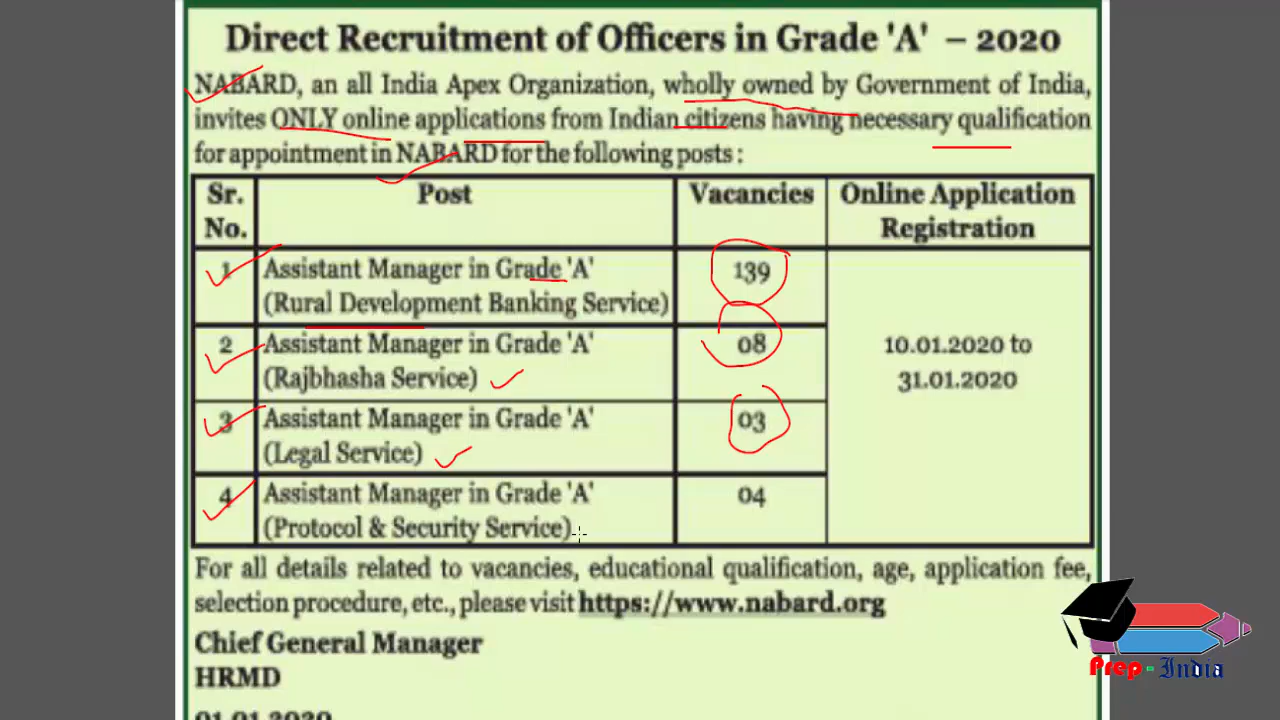 Direct Recruitment of Officers in Grade 'A' – 2020
NABARD, an all India Apex Organization, wholly owned by Government of India,
invites ONLY online applications from Indian citizens having necessary qualification
for appointment in NABARD for the following posts :
Sr. No. Post Vacancies Online Application Registration
1 Assistant Manager in Grade 'A' 139
(Rural Development Banking Service)
2 Assistant Manager in Grade 'A' 08 10.01.2020 to
(Rajbhasha Service) 31.01.2020
3 Assistant Manager in Grade 'A' 03
(Legal Service)
4 Assistant Manager in Grade 'A' 04
(Protocol & Security Service)
For all details related to vacancies, educational qualification, age, application fee,
selection procedure, etc., please visit https://www.nabard.org
Chief General Manager
HRMD
01.01.2020
Prep-India